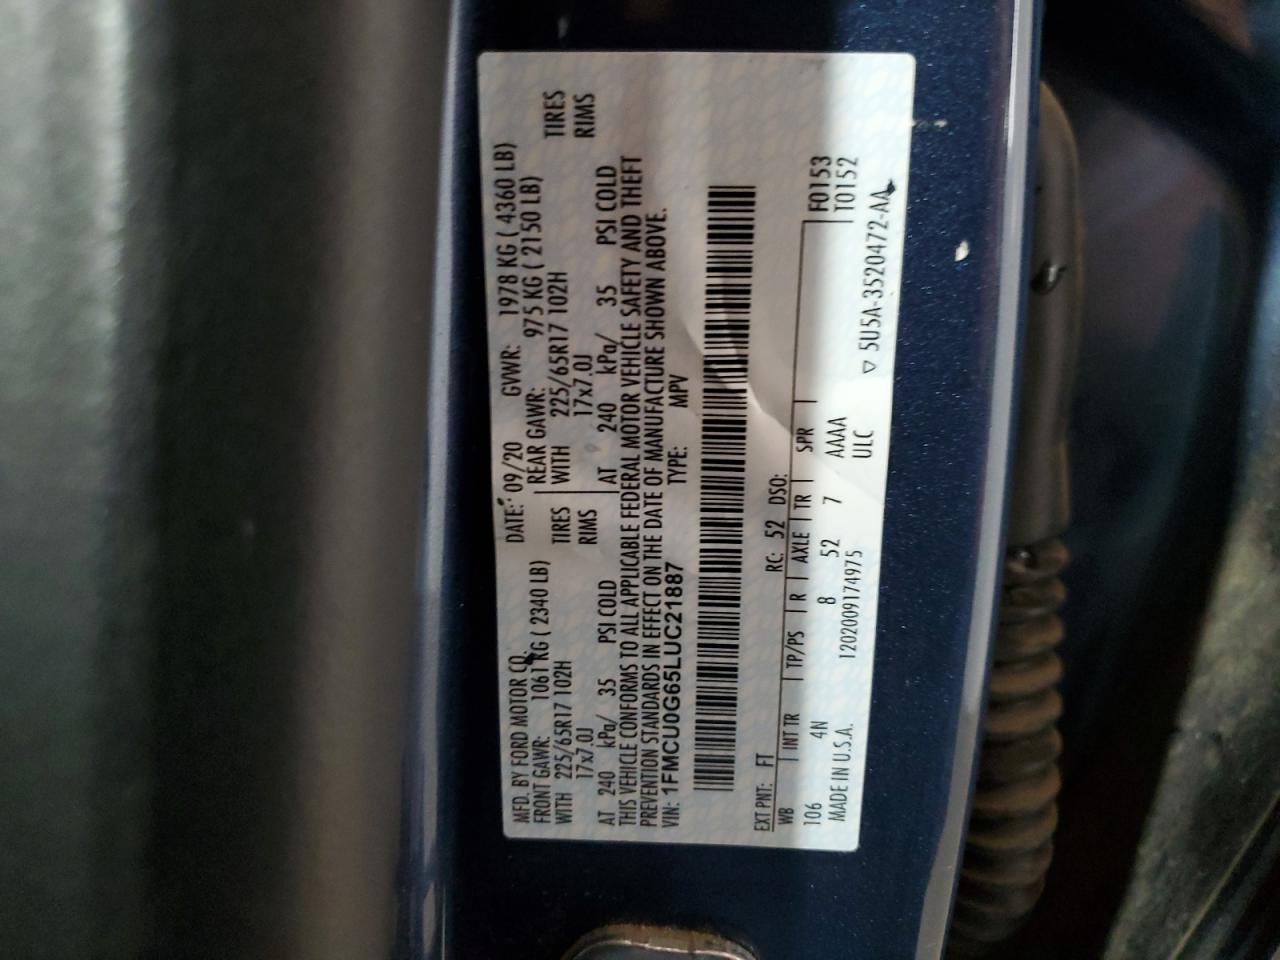 MFD. BY FORD MOTOR CO. DATE: 09/20 GVWR: 1978 KG ( 4360 LB)
FRONT GAWR: 1061 KG ( 2340 LB) REAR GAWR: 975 KG ( 2150 LB)
WITH 225/65R17 102H TIRES WITH 225/65R17 102H TIRES
17x7.0J RIMS 17x7.0J RIMS
AT 240 kPa/ 35 PSI COLD AT 240 kPa/ 35 PSI COLD
THIS VEHICLE CONFORMS TO ALL APPLICABLE FEDERAL MOTOR VEHICLE SAFETY AND THEFT
PREVENTION STANDARDS IN EFFECT ON THE DATE OF MANUFACTURE SHOWN ABOVE.
VIN: 1FMCU0G65LUC21887 TYPE: MPV
EXT PNT: FT RC: 52 DSO:
WB INT TR TP/PS R AXLE TR SPR F0153
106 4N 8 52 7 AAAA T0152
MADE IN U.S.A. 1202009174975 ULC ▽ 5U5A-3520472-AA